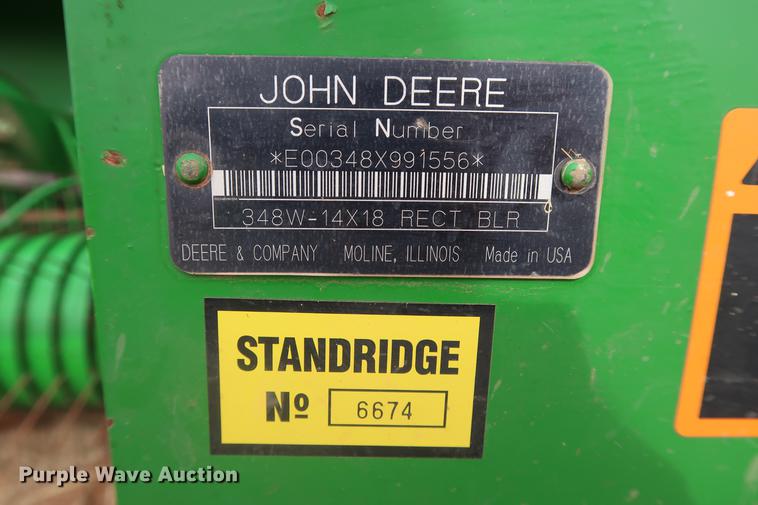 JOHN DEERE
Serial Number
*E00348X991556*
348W-14X18 RECT BLR
DEERE & COMPANY MOLINE, ILLINOIS Made in USA
STANDRIDGE
Nº 6674
Purple Wave Auction